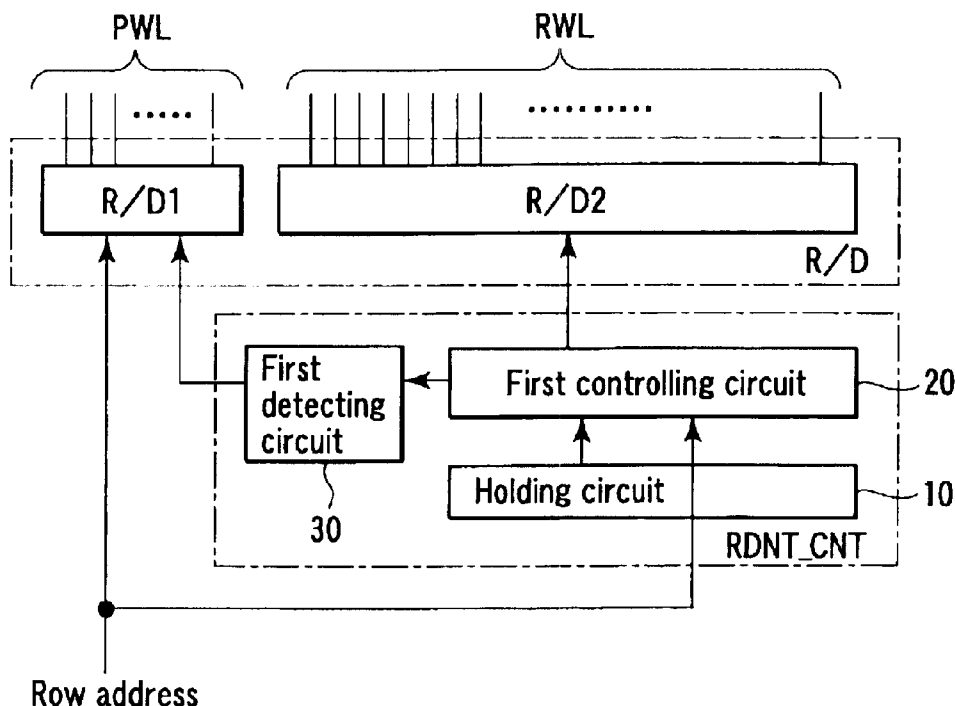 PWL
RWL
R/D1
R/D2
R/D
First
detecting
circuit
First controlling circuit
20
Holding circuit
10
30
RDNT_CNT
Row address